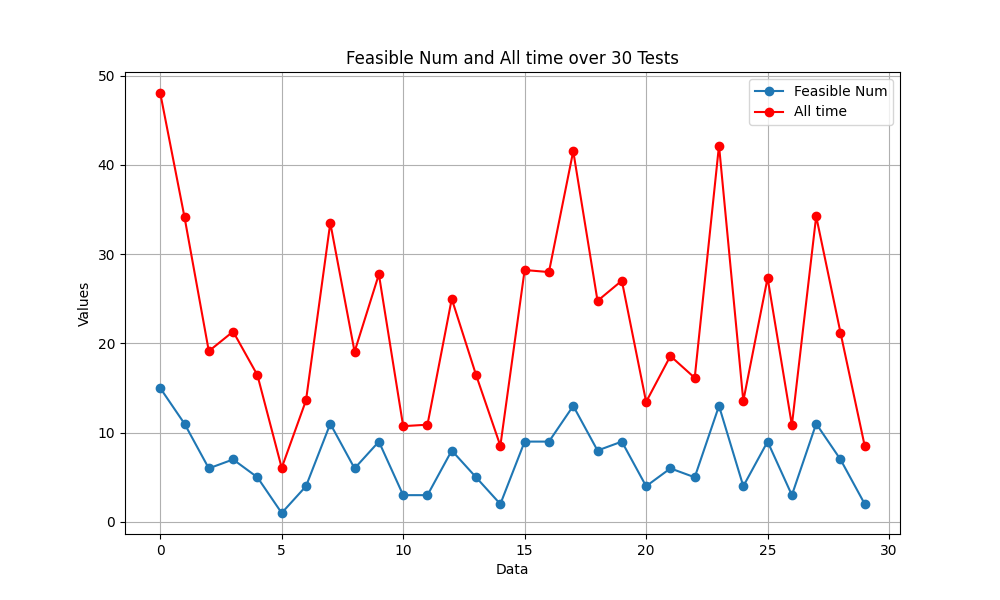 Feasible Num and All time over 30 Tests
Feasible Num
All time
50
40
30
20
10
0
Values
0 5 10 15 20 25 30
Data